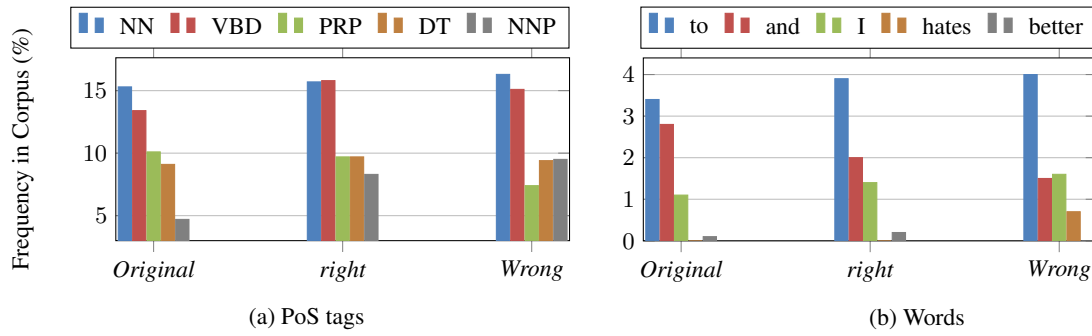 NN VBD PRP DT NNP
to and I hates better
Frequency in Corpus (%)
15
10
5
Original right Wrong
(a) PoS tags
4
3
2
1
0
Original right Wrong
(b) Words